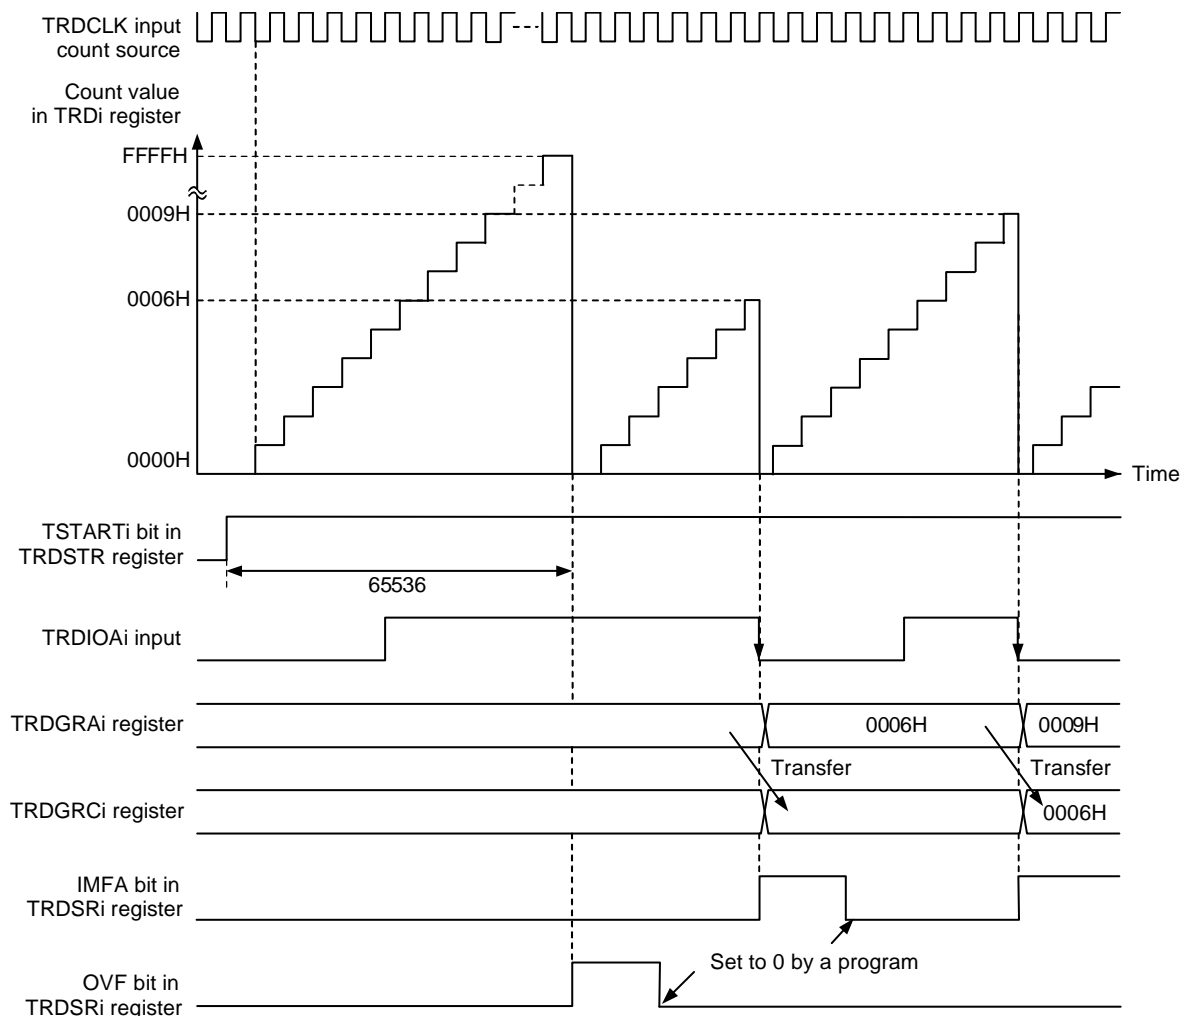 TRDCLK input
count source
Count value
in TRDi register
FFFFH
0009H
0006H
0000H
Time
TSTARTi bit in
TRDSTR register
65536
TRDIOAi input
TRDGRAi register
0006H
0009H
Transfer
Transfer
TRDGRCi register
0006H
IMFA bit in
TRDSRi register
Set to 0 by a program
OVF bit in
TRDSRi register